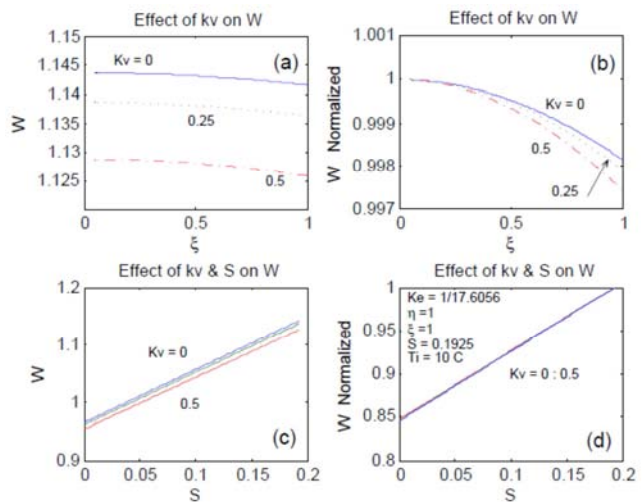 Effect of kv on W
1.15
1.145
1.14
1.135
1.13
1.125
W
Kv = 0
(a)
0.25
0.5
0
0.5
1
ξ
Effect of kv on W
1.001
1
0.999
0.998
0.997
W Normalized
(b)
Kv = 0
0.5
0.25
0
0.5
1
ξ
Effect of kv & S on W
1.2
1.1
1
0.9
W
Kv = 0
0.5
(c)
0
0.05
0.1
0.15
0.2
S
Effect of kv & S on W
1
0.95
0.9
0.85
0.8
W Normalized
Ke = 1/17.6056
η =1
ξ =1
S = 0.1925
Ti = 10 C
Kv = 0 : 0.5
(d)
0
0.05
0.1
0.15
0.2
S